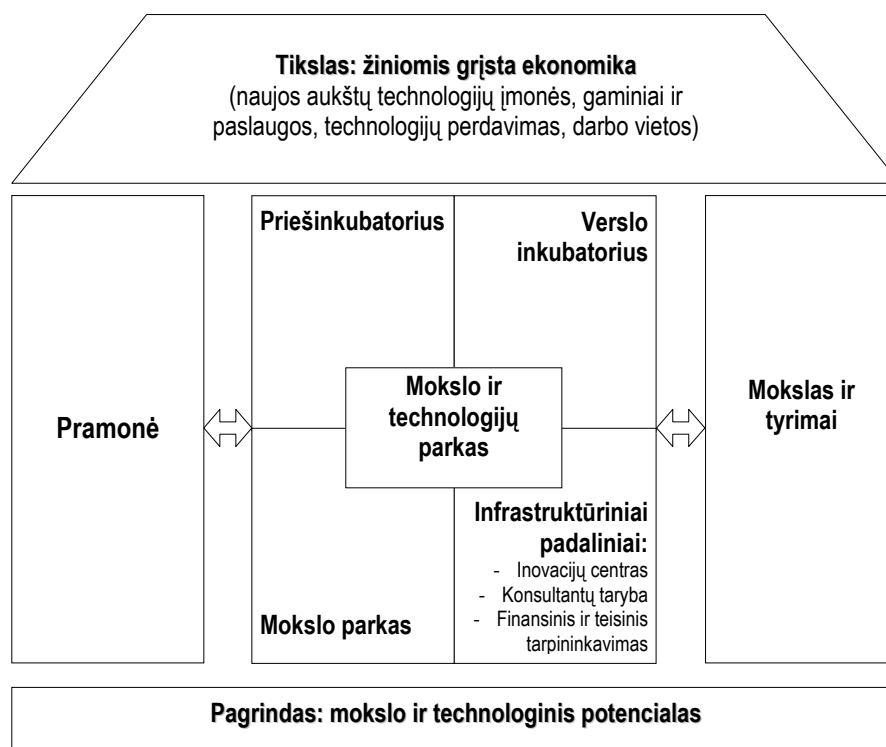 Tikslas: žiniomis grįsta ekonomika
(naujos aukštų technologijų įmonės, gaminiai ir
paslaugos, technologijų perdavimas, darbo vietos)
Pramonė
Priešinkubatorius
Verslo
inkubatorius
Mokslo ir
technologijų
parkas
Mokslo parkas
Infrastruktūriniai
padaliniai:
- Inovacijų centras
- Konsultantų taryba
- Finansinis ir teisinis
tarpininkavimas
Mokslas ir
tyrimai
Pagrindas: mokslo ir technologinis potencialas